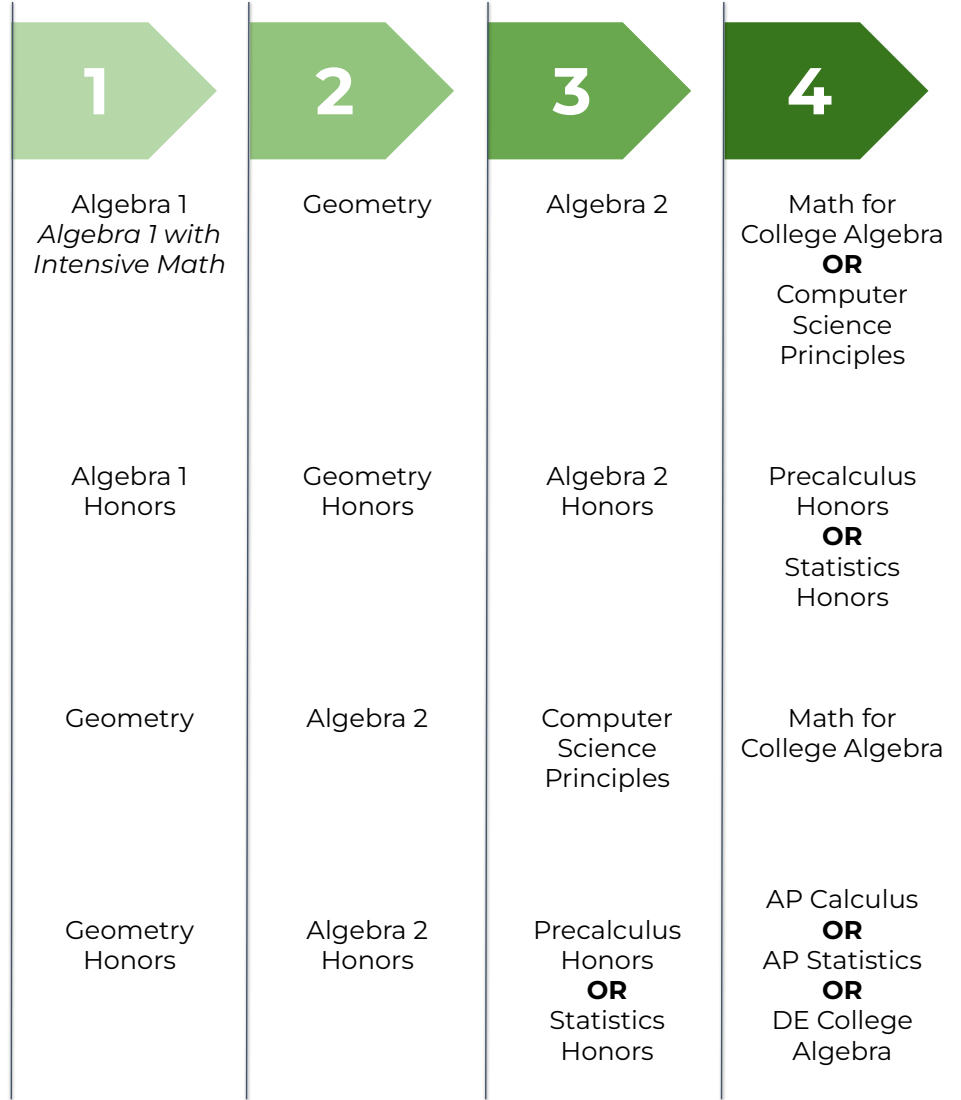 1
2
3
4
Algebra 1
Algebra 1 with
Intensive Math
Geometry
Algebra 2
Math for
College Algebra
OR
Computer
Science
Principles
Algebra 1
Honors
Geometry
Honors
Algebra 2
Honors
Precalculus
Honors
OR
Statistics
Honors
Geometry
Algebra 2
Computer
Science
Principles
Math for
College Algebra
Geometry
Honors
Algebra 2
Honors
Precalculus
Honors
OR
Statistics
Honors
AP Calculus
OR
AP Statistics
OR
DE College
Algebra